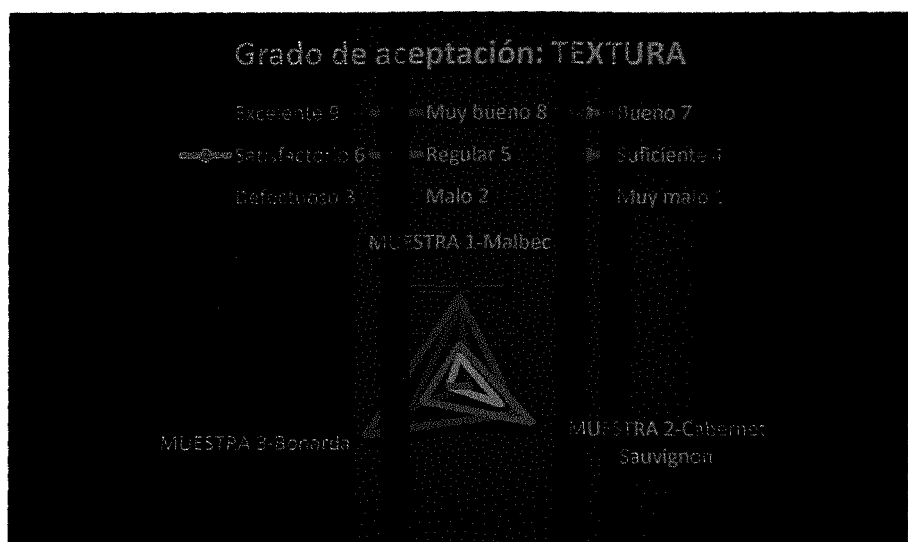 Grado de aceptación: TEXTURA
Excelente 9 Muy bueno 8 Bueno 7
Satisfactorio 6 Regular 5 Suficiente 4
Defectuoso 3 Malo 2 Muy malo 1
MUESTRA 1-Malbec
MUESTRA 3-Bonarda
MUESTRA 2-Cabernet
Sauvignon